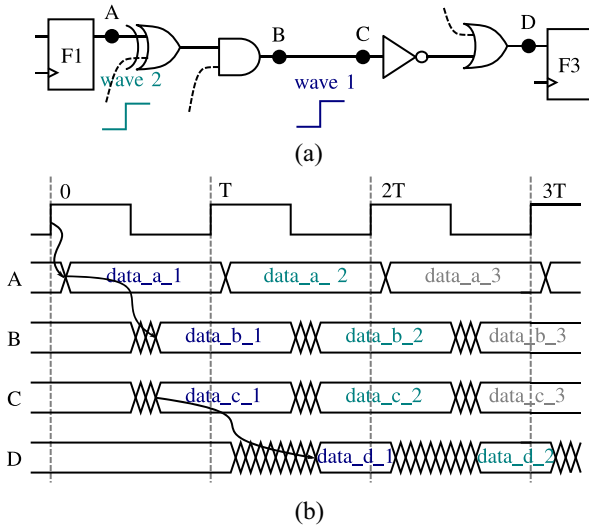 A
B
C
D
F1
F3
wave 2
wave 1
(a)
0
T
2T
3T
A
data_a_1
data_a_ 2
data_a_3
B
data_b_1
data_b_2
data_b_3
C
data_c_1
data_c_2
data_c_3
D
data_d_1
data_d_2
(b)